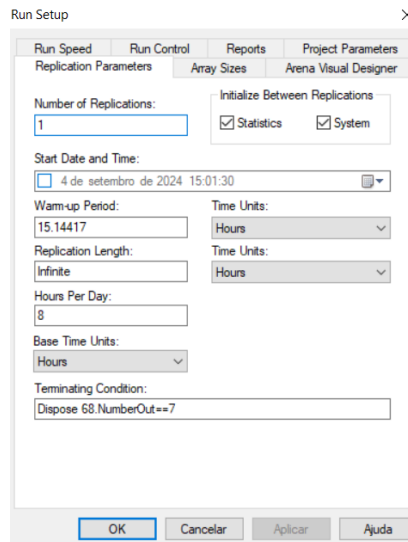 Run Setup
Run Speed
Run Control
Reports
Project Parameters
Replication Parameters
Array Sizes
Arena Visual Designer
Number of Replications:
1
Initialize Between Replications
Statistics
System
Start Date and Time:
4 de setembro de 2024 15:01:30
Warm-up Period:
Time Units:
15.14417
Hours
Replication Length:
Time Units:
Infinite
Hours
Hours Per Day:
8
Base Time Units:
Hours
Terminating Condition:
Dispose 68.NumberOut==7
OK
Cancelar
Aplicar
Ajuda